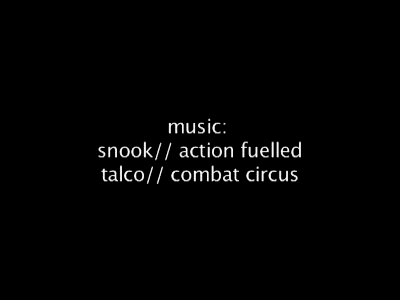 music:
snook// action fuelled
talco// combat circus